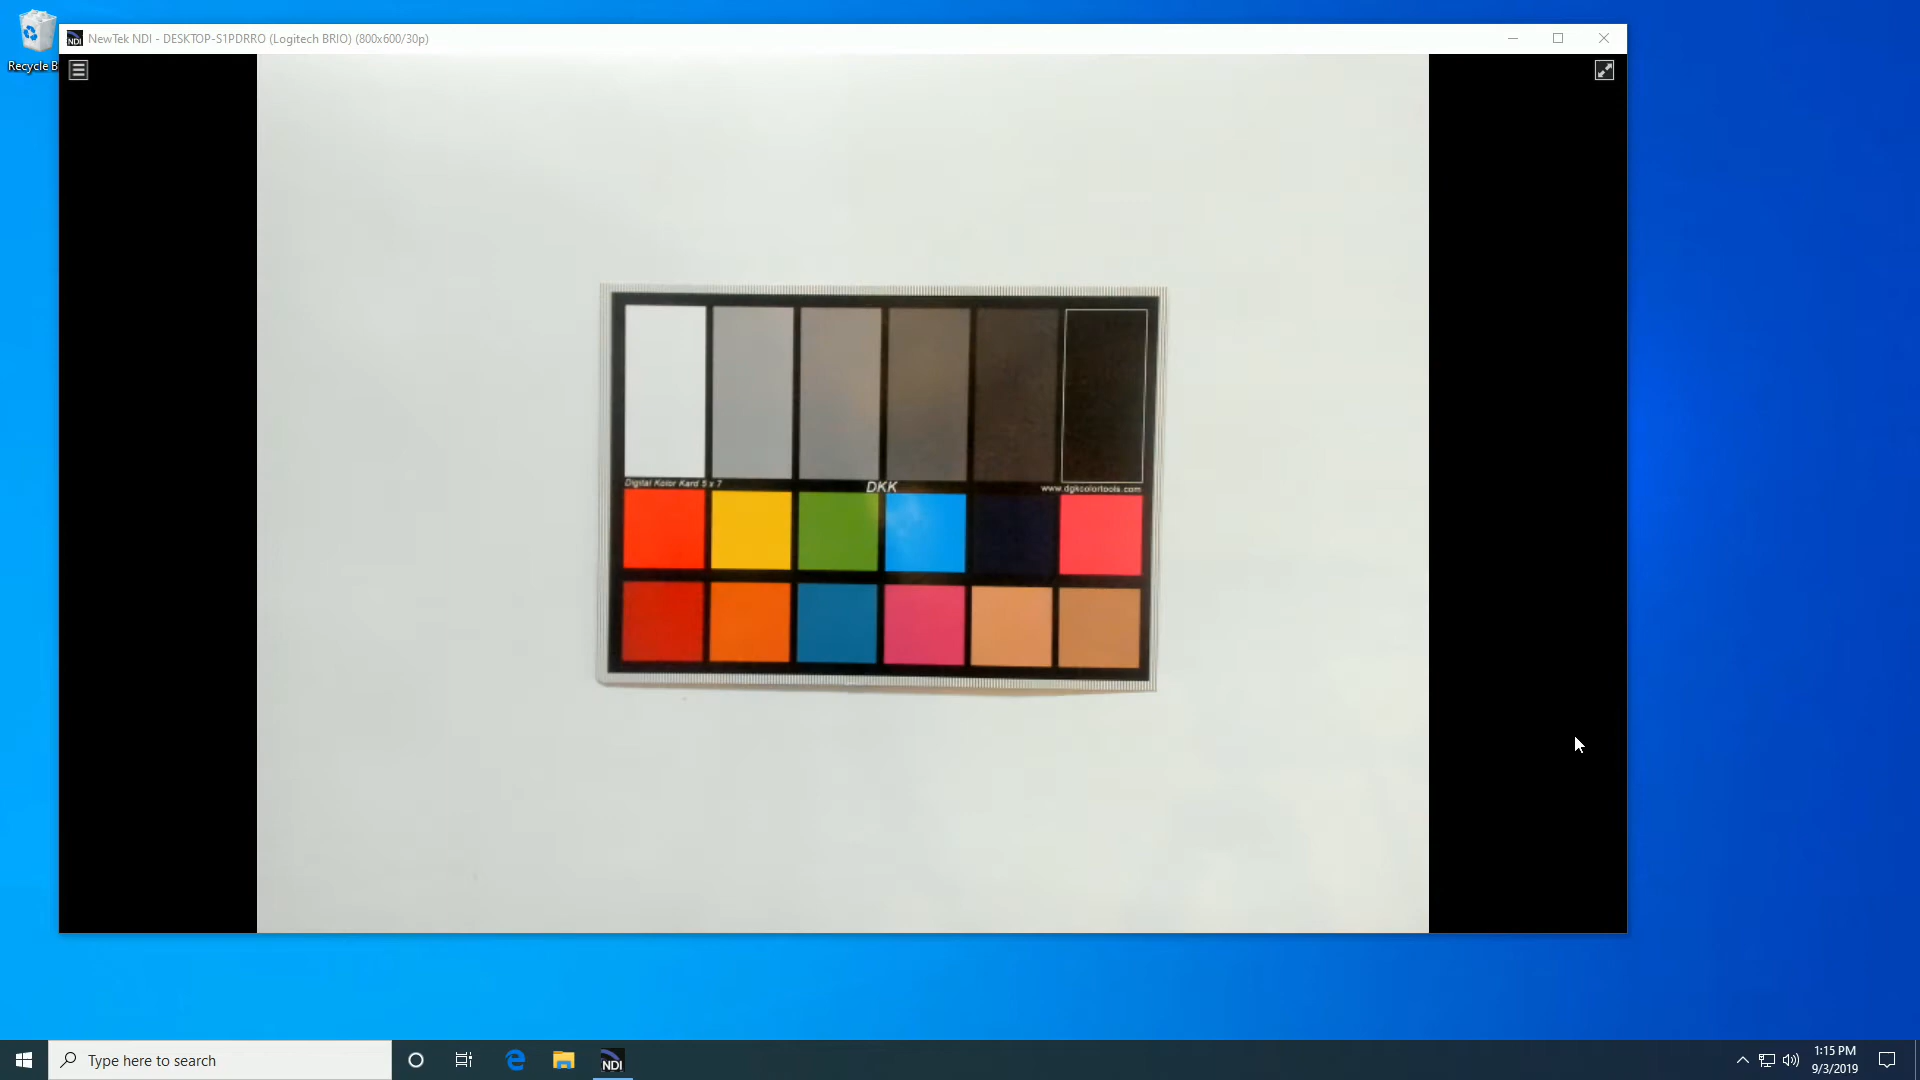 Recycle B
NDI
NewTek NDI - DESKTOP-S1PDRRO (Logitech BRIO) (800x600/30p)
Digital Kolor Kard 5 x 7
DKK
www.dgkcolortools.com
Type here to search
NDI
1:15 PM
9/3/2019